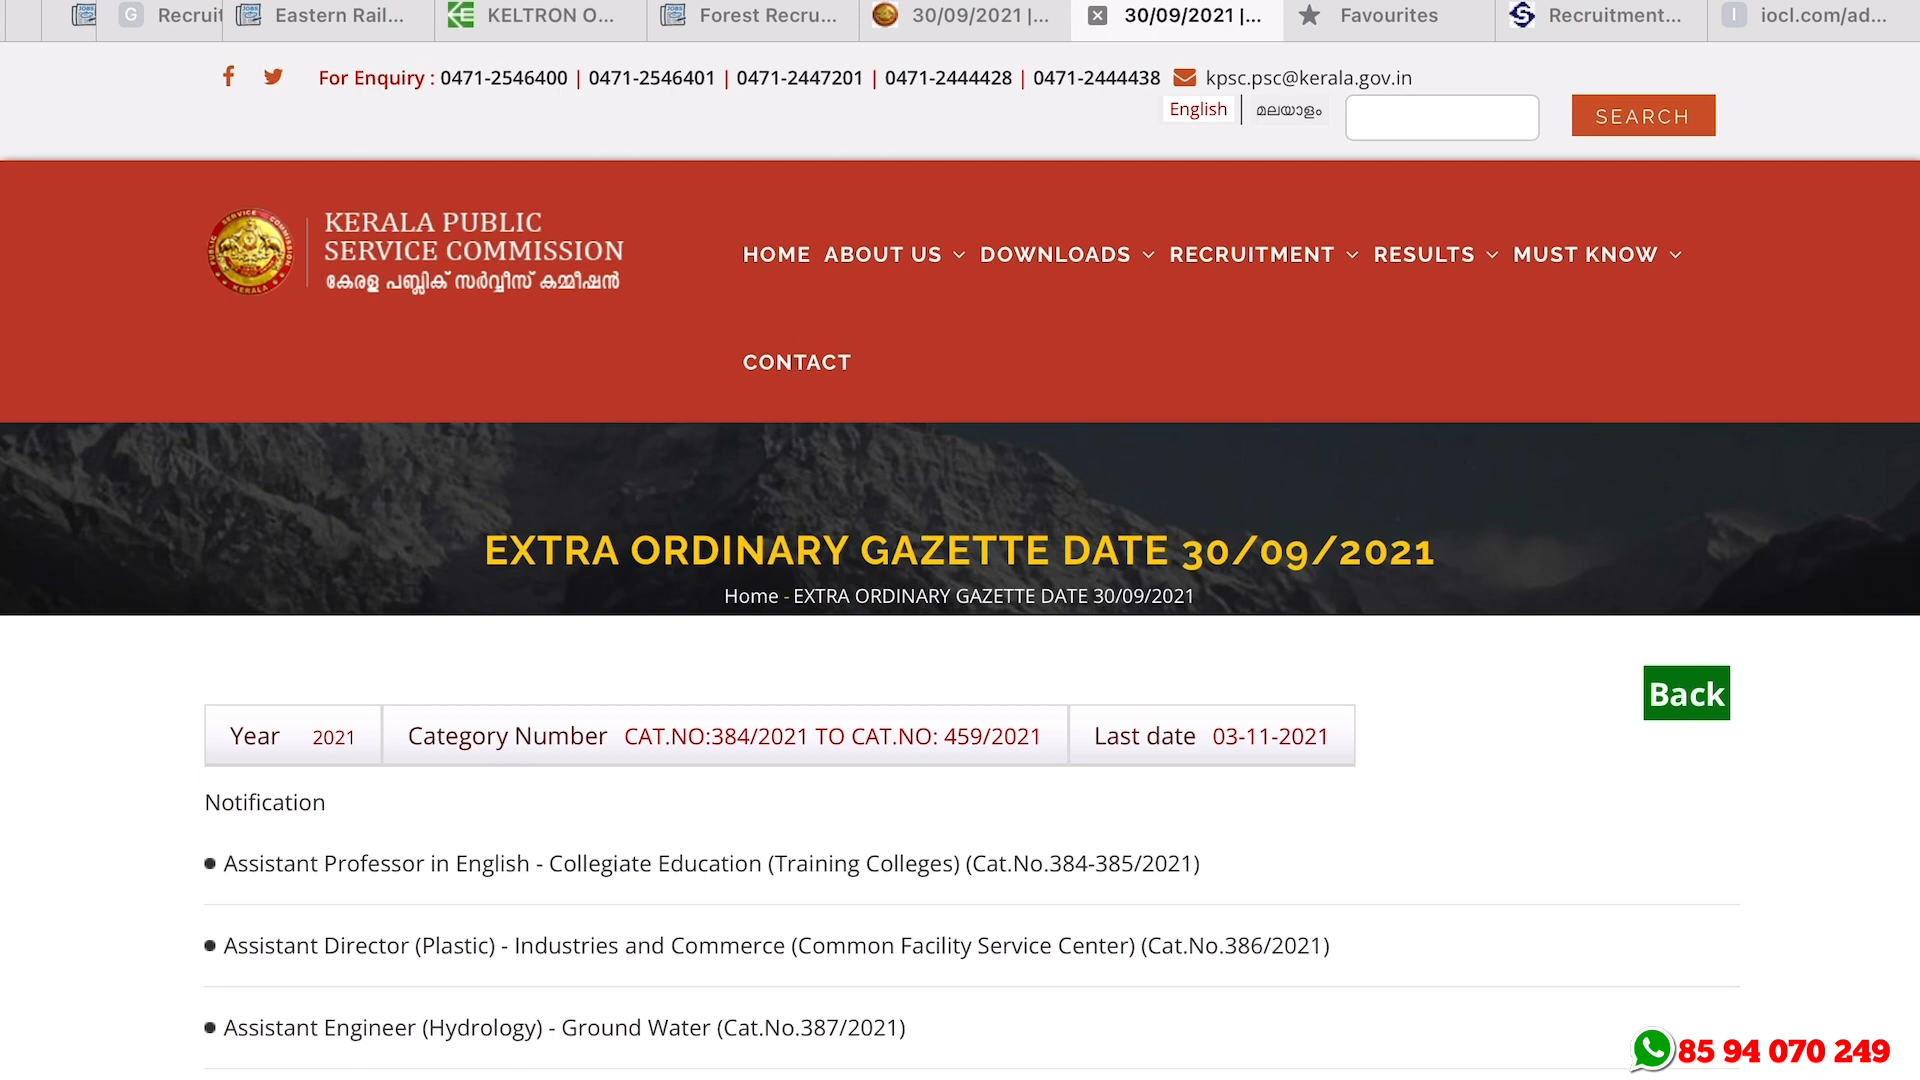 G Recruit Eastern Rail... KELTRON O... Forest Recru... 30/09/2021 |... 30/09/2021 |... Favourites Recruitment... I iocl.com/ad...
For Enquiry : 0471-2546400 | 0471-2546401 | 0471-2447201 | 0471-2444428 | 0471-2444438 kpsc.psc@kerala.gov.in
English | മലയാളം SEARCH
KERALA PUBLIC
SERVICE COMMISSION
കേരള പബ്ലിക് സർവ്വീസ് കമ്മീഷൻ
HOME ABOUT US DOWNLOADS RECRUITMENT RESULTS MUST KNOW
CONTACT
EXTRA ORDINARY GAZETTE DATE 30/09/2021
Home - EXTRA ORDINARY GAZETTE DATE 30/09/2021
Back
Year 2021 Category Number CAT.NO:384/2021 TO CAT.NO: 459/2021 Last date 03-11-2021
Notification
Assistant Professor in English - Collegiate Education (Training Colleges) (Cat.No.384-385/2021)
Assistant Director (Plastic) - Industries and Commerce (Common Facility Service Center) (Cat.No.386/2021)
Assistant Engineer (Hydrology) - Ground Water (Cat.No.387/2021)
85 94 070 249